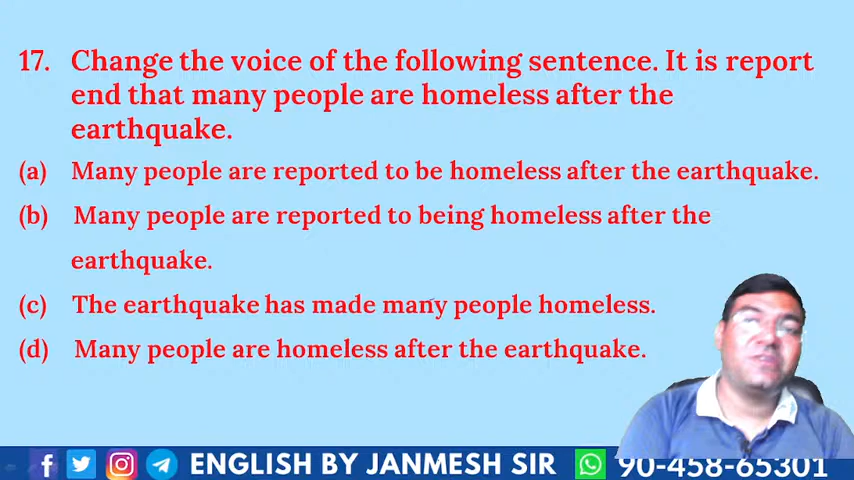 17. Change the voice of the following sentence. It is report
end that many people are homeless after the
earthquake.
(a) Many people are reported to be homeless after the earthquake.
(b) Many people are reported to being homeless after the
earthquake.
(c) The earthquake has made many people homeless.
(d) Many people are homeless after the earthquake.
ENGLISH BY JANMESH SIR 90-458-65301